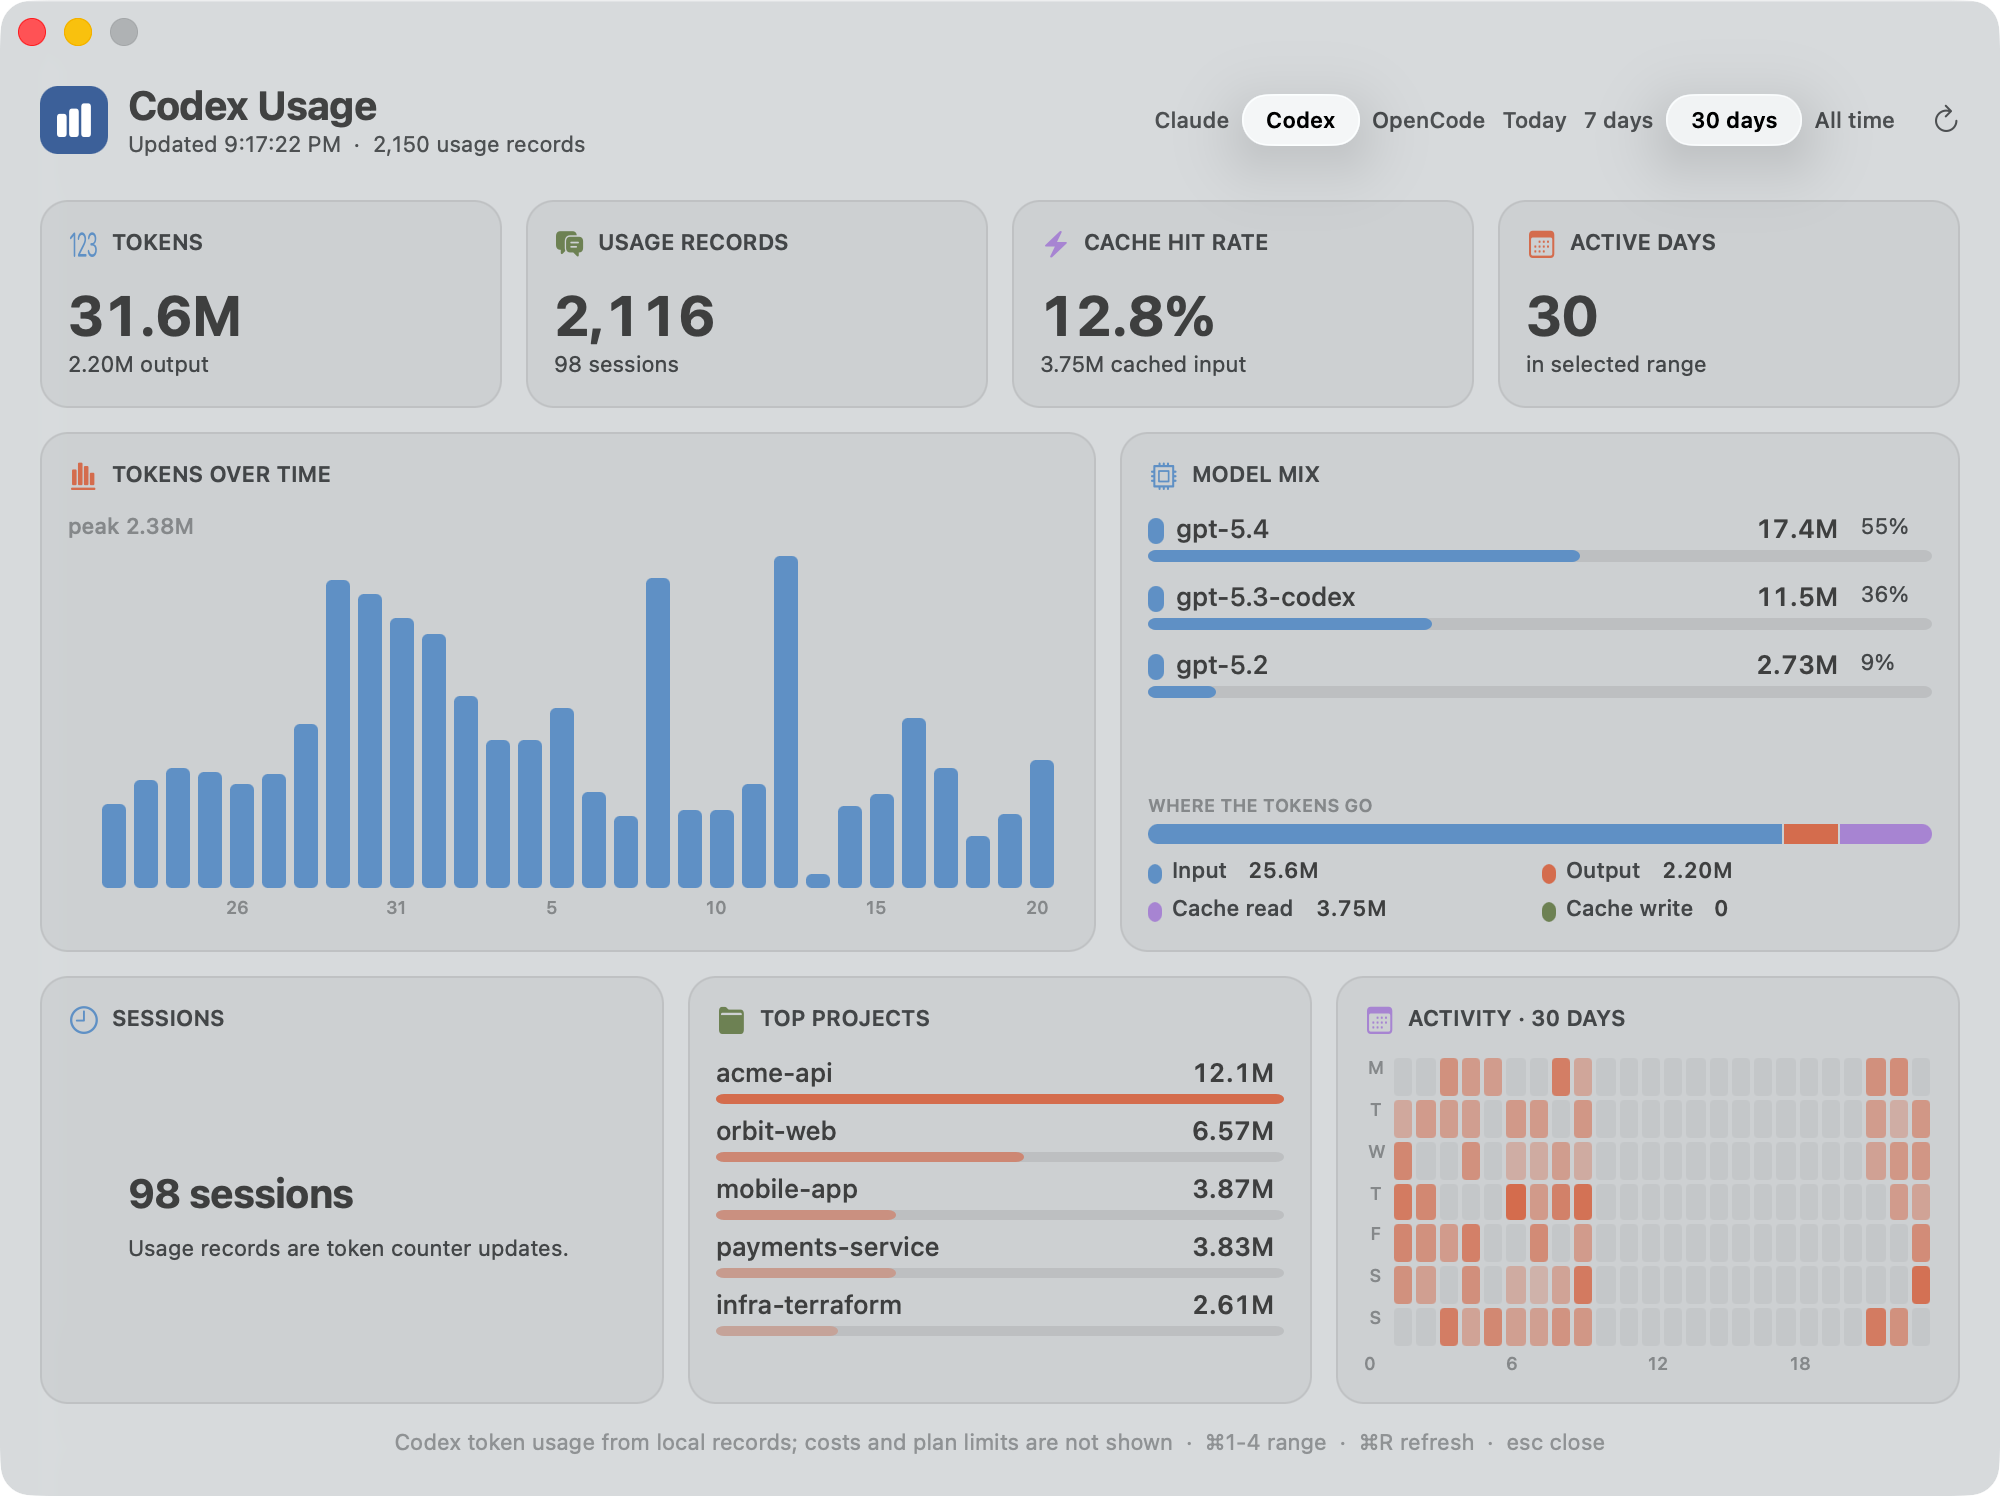 Codex Usage
Updated 9:17:22 PM · 2,150 usage records
Claude Codex OpenCode Today 7 days 30 days All time
123 TOKENS
31.6M
2.20M output
USAGE RECORDS
2,116
98 sessions
CACHE HIT RATE
12.8%
3.75M cached input
ACTIVE DAYS
30
in selected range
TOKENS OVER TIME
peak 2.38M
26 31 5 10 15 20
MODEL MIX
gpt-5.4 17.4M 55%
gpt-5.3-codex 11.5M 36%
gpt-5.2 2.73M 9%
WHERE THE TOKENS GO
Input 25.6M Output 2.20M
Cache read 3.75M Cache write 0
SESSIONS
98 sessions
Usage records are token counter updates.
TOP PROJECTS
acme-api 12.1M
orbit-web 6.57M
mobile-app 3.87M
payments-service 3.83M
infra-terraform 2.61M
ACTIVITY · 30 DAYS
M
T
W
T
F
S
S
0 6 12 18
Codex token usage from local records; costs and plan limits are not shown · ⌘1-4 range · ⌘R refresh · esc close